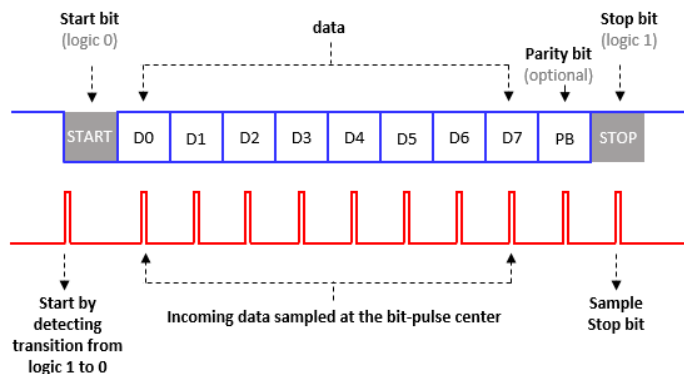 Start bit
(logic 0)
data
Parity bit
(optional)
Stop bit
(logic 1)
START D0 D1 D2 D3 D4 D5 D6 D7 PB STOP
Start by
detecting
transition from
logic 1 to 0
Incoming data sampled at the bit-pulse center
Sample
Stop bit